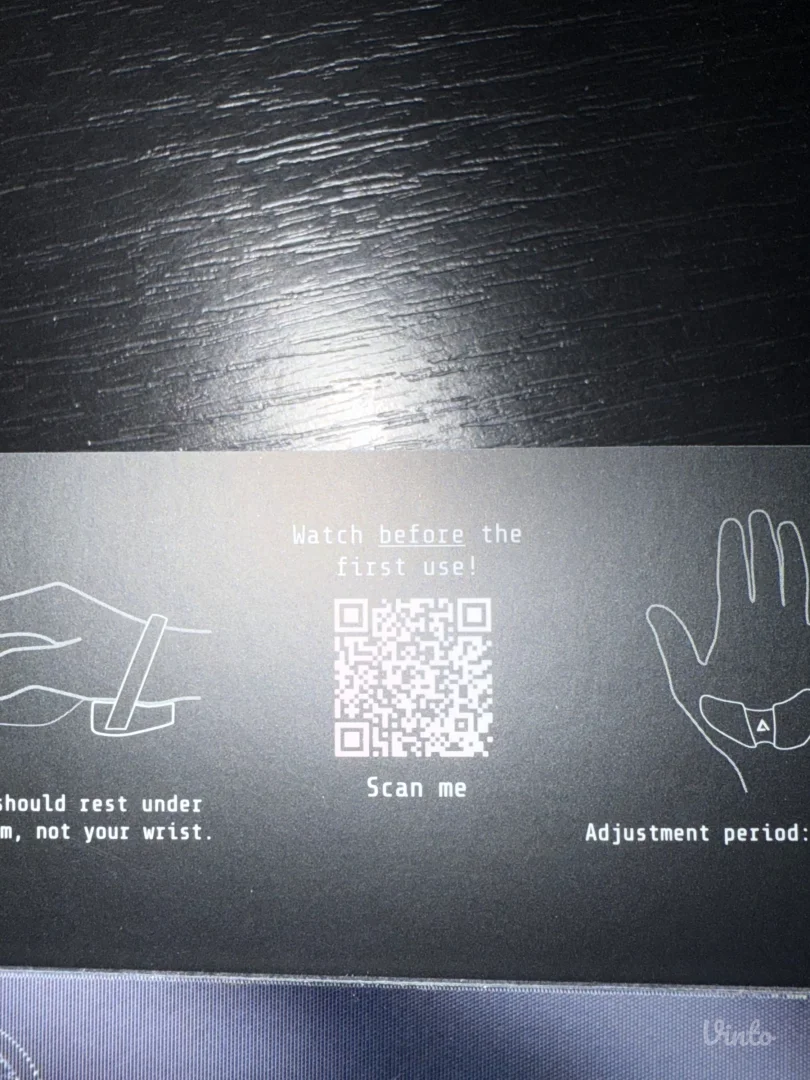 Watch before the
first use!
Scan me
should rest under
m, not your wrist.
Adjustment period:
Vinto